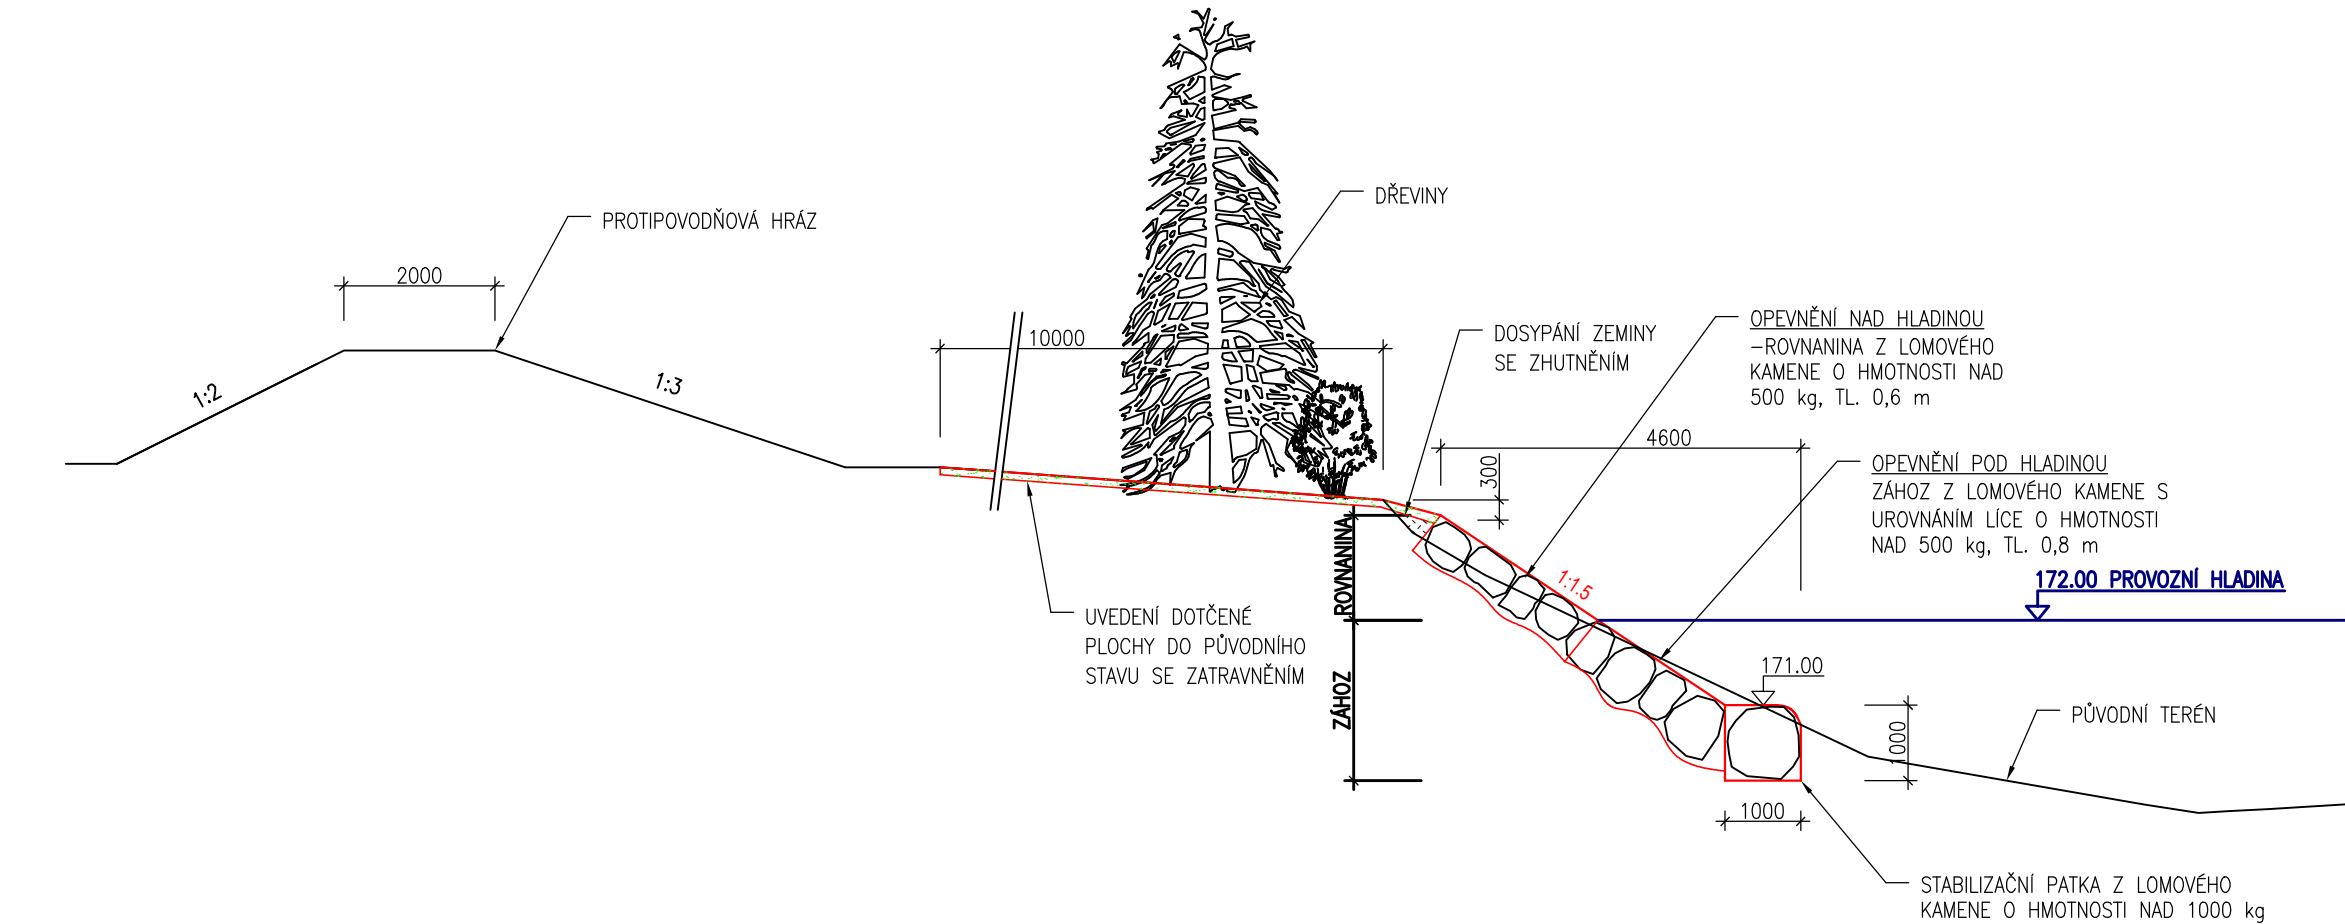 DŘEVINY
PROTIPOVODŇOVÁ HRÁZ
2000
10000
1:2
1:3
DOSYPÁNÍ ZEMINY
SE ZHUTNĚNÍM
OPEVNĚNÍ NAD HLADINOU
-ROVNANINA Z LOMOVÉHO
KAMENE O HMOTNOSTI NAD
500 kg, TL. 0,6 m
4600
300
OPEVNĚNÍ POD HLADINOU
ZÁHOZ Z LOMOVÉHO KAMENE S
UROVNÁNÍM LÍCE O HMOTNOSTI
NAD 500 kg, TL. 0,8 m
172.00 PROVOZNÍ HLADINA
ROVNANINA
1:1.5
UVEDENÍ DOTČENÉ
PLOCHY DO PŮVODNÍHO
STAVU SE ZATRAVNĚNÍM
ZÁHOZ
171.00
PŮVODNÍ TERÉN
1000
1000
STABILIZAČNÍ PATKA Z LOMOVÉHO
KAMENE O HMOTNOSTI NAD 1000 kg